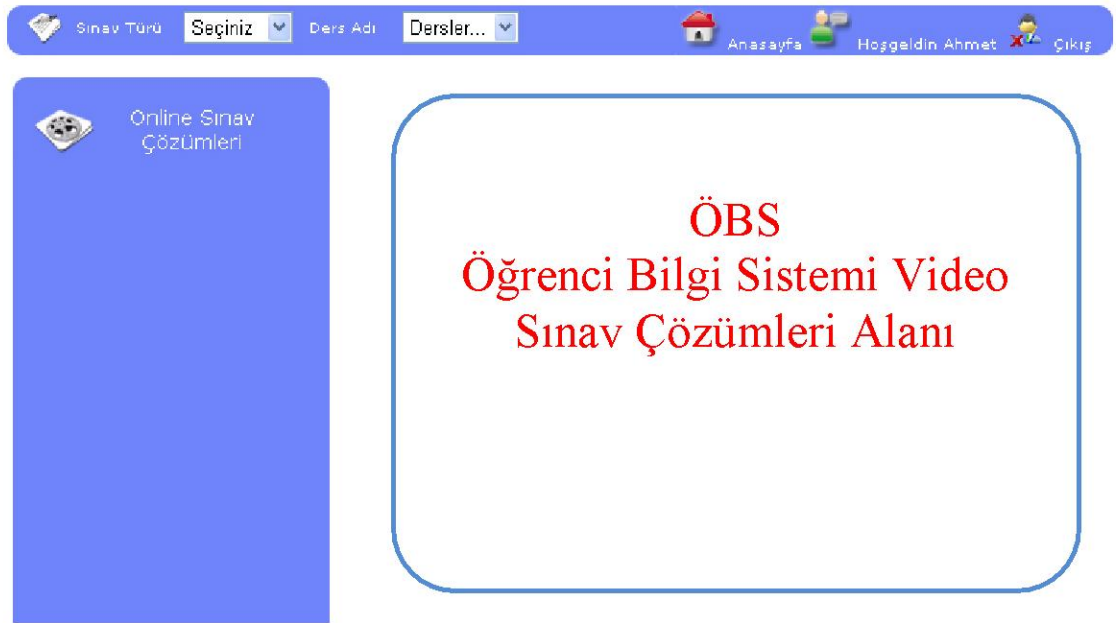 Sınav Türü Seçiniz Ders Adı Dersler... Anasayfa Hoşgeldin Ahmet Çıkış
Online Sınav
Çözümleri
ÖBS
Öğrenci Bilgi Sistemi Video
Sınav Çözümleri Alanı